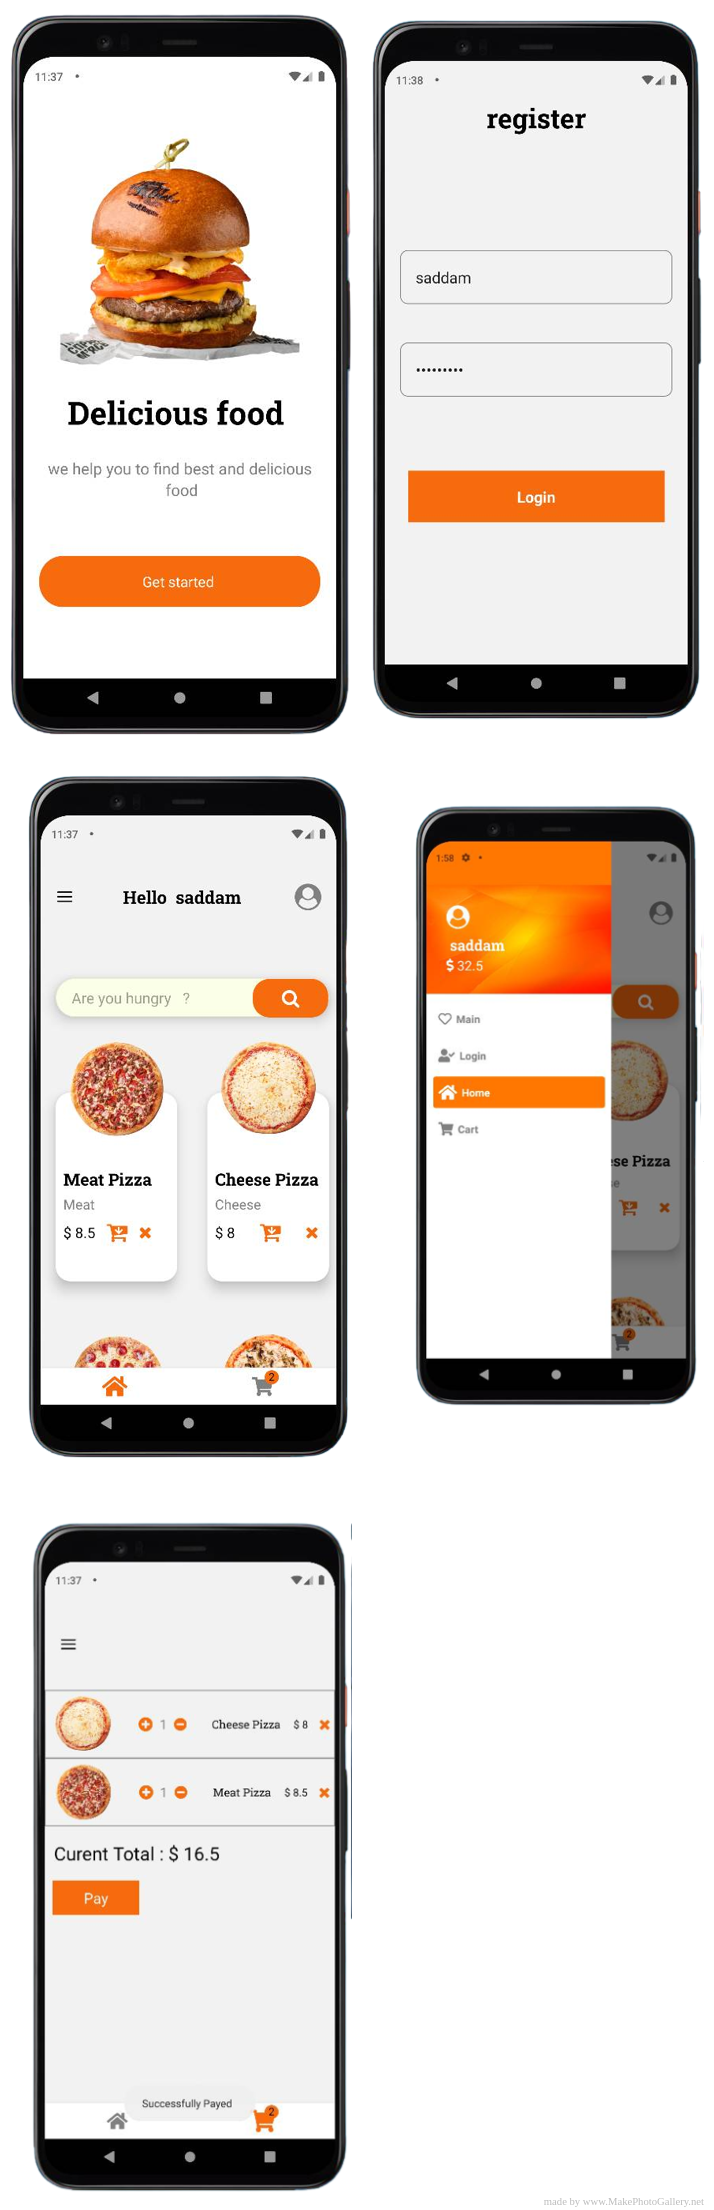 11:37
Delicious food
we help you to find best and delicious
food
Get started
11:38
register
saddam
•••••••••
Login
11:37
Hello saddam
Are you hungry ?
Meat Pizza
Meat
$ 8.5
Cheese Pizza
Cheese
$ 8
2
1:58
saddam
$ 32.5
Main
Login
Home
Cart
se Pizza
se
2
11:37
1
Cheese Pizza
$ 8
1
Meat Pizza
$ 8.5
Curent Total : $ 16.5
Pay
Successfully Payed
2
made by www.MakePhotoGallery.net